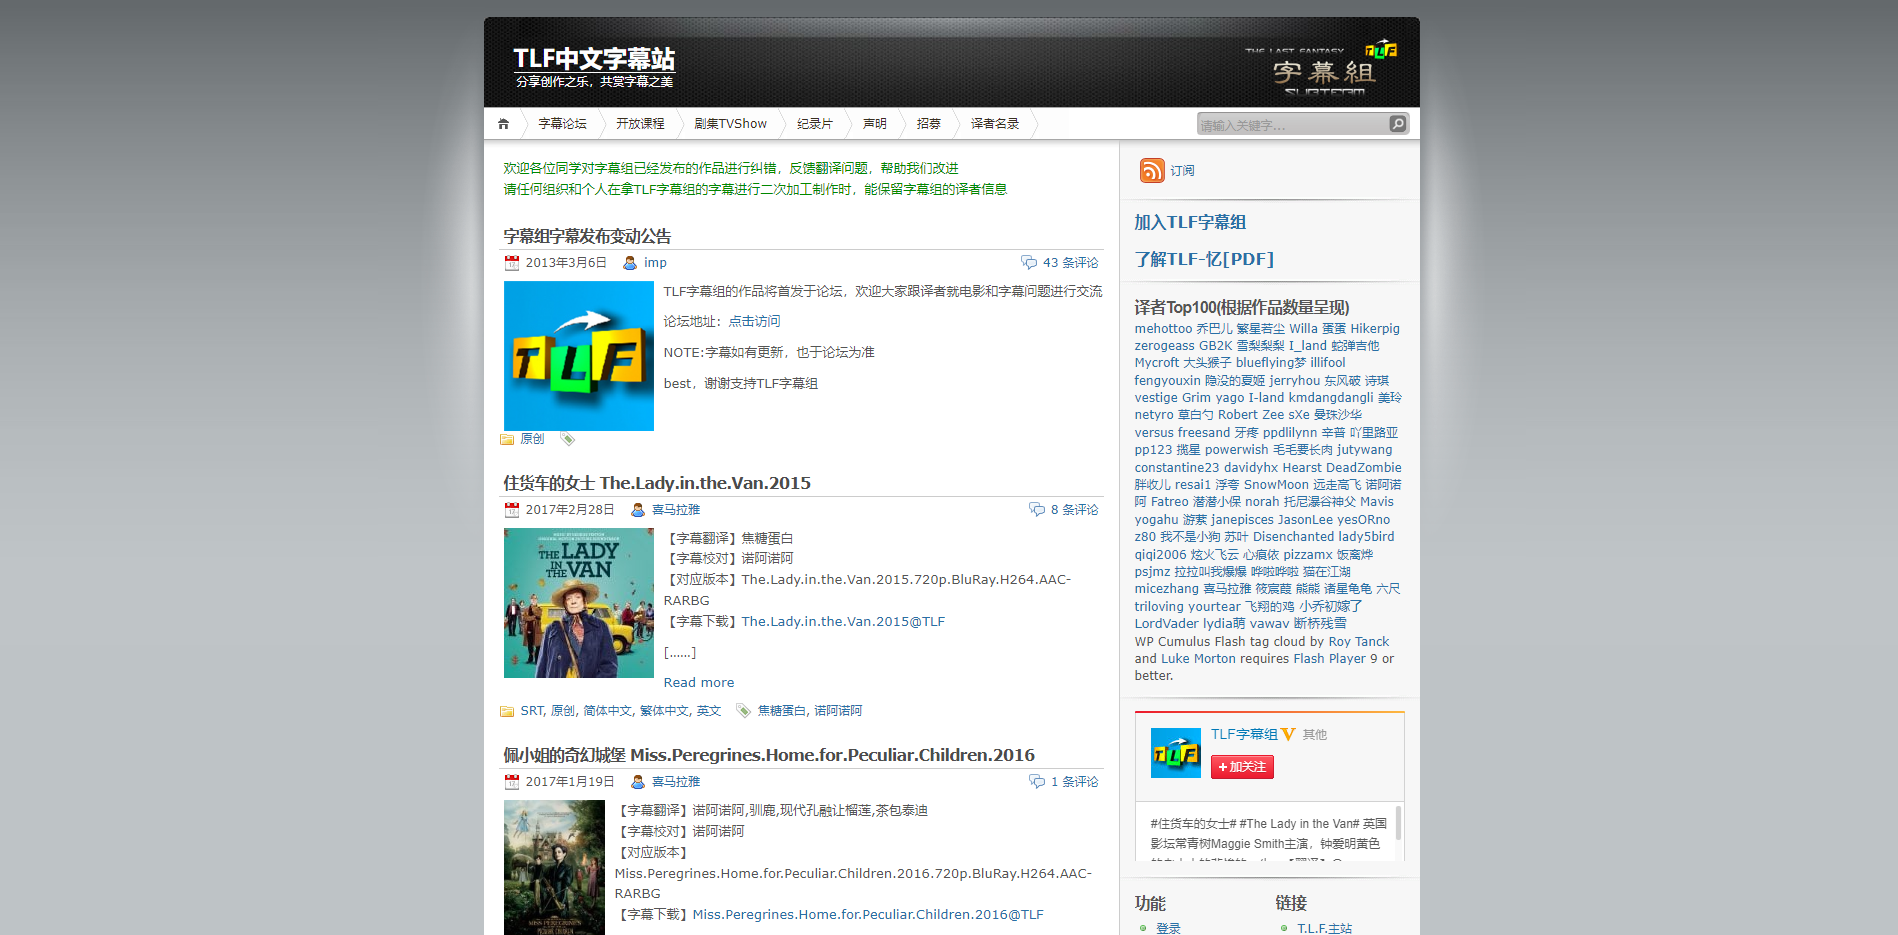 TLF中文字幕站
分享创作之乐，共赏字幕之美
THE LAST FANTASY
TLF
字幕組
SUBTEAM
字幕论坛
开放课程
剧集TVShow
纪录片
声明
招募
译者名录
请输入关键字...
欢迎各位同学对字幕组已经发布的作品进行纠错，反馈翻译问题，帮助我们改进
请任何组织和个人在拿TLF字幕组的字幕进行二次加工制作时，能保留字幕组的译者信息
字幕组字幕发布变动公告
2013年3月6日 imp 43 条评论
TLF
TLF字幕组的作品将首发于论坛，欢迎大家跟译者就电影和字幕问题进行交流
论坛地址：点击访问
NOTE:字幕如有更新，也于论坛为准
best，谢谢支持TLF字幕组
原创
住货车的女士 The.Lady.in.the.Van.2015
2017年2月28日 喜马拉雅 8 条评论
THE LADY
IN THE VAN
【字幕翻译】焦糖蛋白
【字幕校对】诺阿诺阿
【对应版本】The.Lady.in.the.Van.2015.720p.BluRay.H264.AAC-
RARBG
【字幕下载】The.Lady.in.the.Van.2015@TLF
[……]
Read more
SRT, 原创, 简体中文, 繁体中文, 英文 焦糖蛋白, 诺阿诺阿
佩小姐的奇幻城堡 Miss.Peregrines.Home.for.Peculiar.Children.2016
2017年1月19日 喜马拉雅 1 条评论
【字幕翻译】诺阿诺阿,驯鹿,现代孔融让榴莲,茶包泰迪
【字幕校对】诺阿诺阿
【对应版本】
Miss.Peregrines.Home.for.Peculiar.Children.2016.720p.BluRay.H264.AAC-
RARBG
【字幕下载】Miss.Peregrines.Home.for.Peculiar.Children.2016@TLF
订阅
加入TLF字幕组
了解TLF-忆[PDF]
译者Top100(根据作品数量呈现)
mehottoo 乔巴儿 繁星若尘 Willa 蛋蛋 Hikerpig
zerogeass GB2K 雪梨梨梨 I_land 蛇弹吉他
Mycroft 大头猴子 blueflying梦 illifool
fengyouxin 隐没的夏姬 jerryhou 东风破 诗琪
vestige Grim yago I-land kmdangdangli 美玲
netyro 草白勺 Robert Zee sXe 曼珠沙华
versus freesand 牙疼 ppdlilynn 辛普 吖里路亚
pp123 揽星 powerwish 毛毛要长肉 jutywang
constantine23 davidyhx Hearst DeadZombie
胖收儿 resai1 浮夸 SnowMoon 远走高飞 诺阿诺
阿 Fatreo 潜潜小保 norah 托尼瀑谷神父 Mavis
yogahu 游萦 janepisces JasonLee yesORno
z80 我不是小狗 苏叶 Disenchanted lady5bird
qiqi2006 炫火飞云 心痕依 pizzamx 饭窩烨
psjmz 拉拉叫我爆爆 哗啦哗啦 猫在江湖
micezhang 喜马拉雅 筱宸葭 熊熊 诸星龟龟 六尺
triloving yourtear 飞翔的鸡 小乔初嫁了
LordVader lydia萌 vawav 断桥残雪
WP Cumulus Flash tag cloud by Roy Tanck
and Luke Morton requires Flash Player 9 or
better.
TLF
TLF字幕组 其他
+ 加关注
#住货车的女士# #The Lady in the Van# 英国
影坛常青树Maggie Smith主演，钟爱明黄色
功能
登录
链接
T.L.F.主站